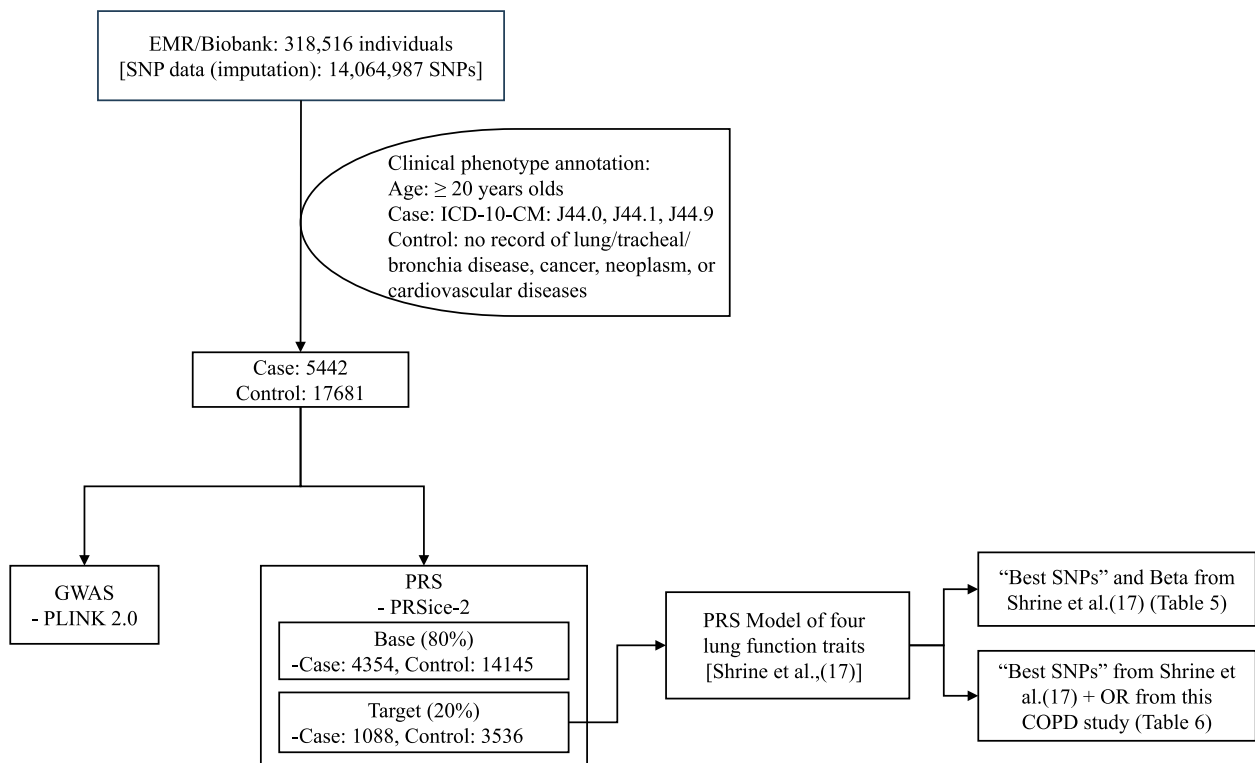 EMR/Biobank: 318,516 individuals
[SNP data (imputation): 14,064,987 SNPs]
Clinical phenotype annotation:
Age: ≥ 20 years olds
Case: ICD-10-CM: J44.0, J44.1, J44.9
Control: no record of lung/tracheal/
bronchia disease, cancer, neoplasm, or
cardiovascular diseases
Case: 5442
Control: 17681
GWAS
- PLINK 2.0
PRS
- PRSice-2
Base (80%)
-Case: 4354, Control: 14145
Target (20%)
-Case: 1088, Control: 3536
PRS Model of four
lung function traits
[Shrine et al.,(17)]
“Best SNPs” and Beta from
Shrine et al.(17) (Table 5)
“Best SNPs” from Shrine et
al.(17) + OR from this
COPD study (Table 6)